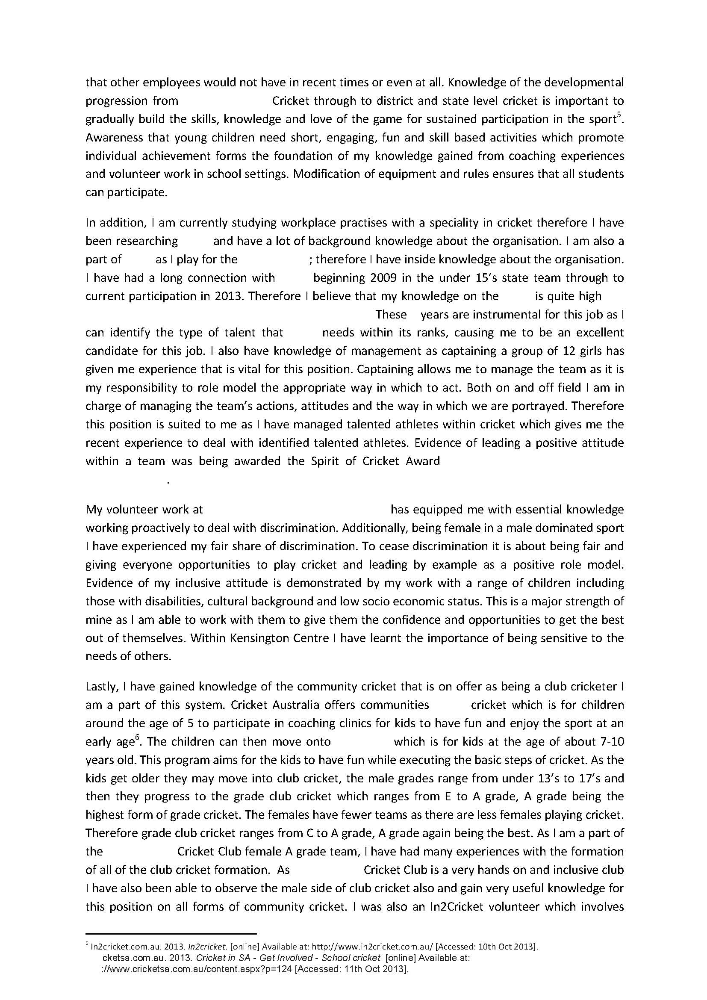 that other employees would not have in recent times or even at all. Knowledge of the developmental
progression from Cricket through to district and state level cricket is important to
gradually build the skills, knowledge and love of the game for sustained participation in the sport⁵.
Awareness that young children need short, engaging, fun and skill based activities which promote
individual achievement forms the foundation of my knowledge gained from coaching experiences
and volunteer work in school settings. Modification of equipment and rules ensures that all students
can participate.
In addition, I am currently studying workplace practises with a speciality in cricket therefore I have
been researching and have a lot of background knowledge about the organisation. I am also a
part of as I play for the ; therefore I have inside knowledge about the organisation.
I have had a long connection with beginning 2009 in the under 15's state team through to
current participation in 2013. Therefore I believe that my knowledge on the is quite high
These years are instrumental for this job as I
can identify the type of talent that needs within its ranks, causing me to be an excellent
candidate for this job. I also have knowledge of management as captaining a group of 12 girls has
given me experience that is vital for this position. Captaining allows me to manage the team as it is
my responsibility to role model the appropriate way in which to act. Both on and off field I am in
charge of managing the team's actions, attitudes and the way in which we are portrayed. Therefore
this position is suited to me as I have managed talented athletes within cricket which gives me the
recent experience to deal with identified talented athletes. Evidence of leading a positive attitude
within a team was being awarded the Spirit of Cricket Award
.
My volunteer work at has equipped me with essential knowledge
working proactively to deal with discrimination. Additionally, being female in a male dominated sport
I have experienced my fair share of discrimination. To cease discrimination it is about being fair and
giving everyone opportunities to play cricket and leading by example as a positive role model.
Evidence of my inclusive attitude is demonstrated by my work with a range of children including
those with disabilities, cultural background and low socio economic status. This is a major strength of
mine as I am able to work with them to give them the confidence and opportunities to get the best
out of themselves. Within Kensington Centre I have learnt the importance of being sensitive to the
needs of others.
Lastly, I have gained knowledge of the community cricket that is on offer as being a club cricketer I
am a part of this system. Cricket Australia offers communities cricket which is for children
around the age of 5 to participate in coaching clinics for kids to have fun and enjoy the sport at an
early age⁶. The children can then move onto which is for kids at the age of about 7-10
years old. This program aims for the kids to have fun while executing the basic steps of cricket. As the
kids get older they may move into club cricket, the male grades range from under 13's to 17's and
then they progress to the grade club cricket which ranges from E to A grade, A grade being the
highest form of grade cricket. The females have fewer teams as there are less females playing cricket.
Therefore grade club cricket ranges from C to A grade, A grade again being the best. As I am a part of
the Cricket Club female A grade team, I have had many experiences with the formation
of all of the club cricket formation. As Cricket Club is a very hands on and inclusive club
I have also been able to observe the male side of club cricket also and gain very useful knowledge for
this position on all forms of community cricket. I was also an In2Cricket volunteer which involves
⁵ In2cricket.com.au. 2013. In2cricket. [online] Available at: http://www.in2cricket.com.au/ [Accessed: 10th Oct 2013].
cketsa.com.au. 2013. Cricket in SA - Get Involved - School cricket [online] Available at:
://www.cricketsa.com.au/content.aspx?p=124 [Accessed: 11th Oct 2013].